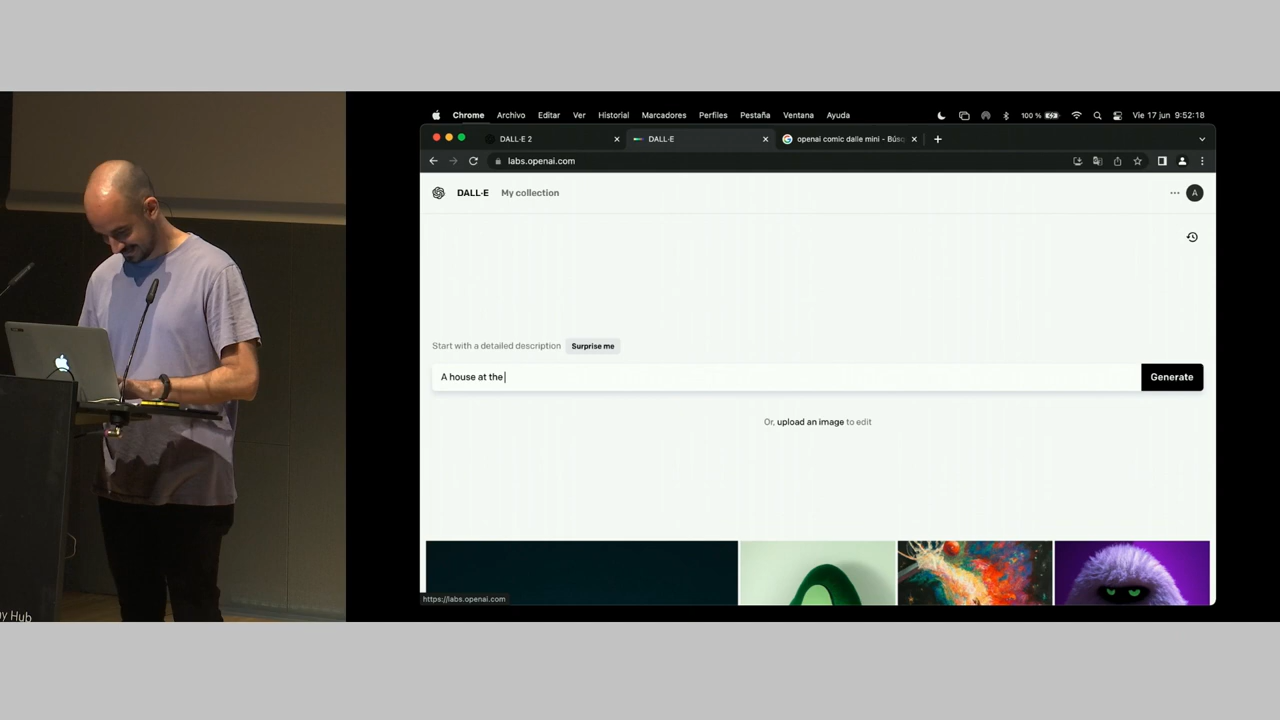 Chrome Archivo Editar Ver Historial Marcadores Perfiles Pestaña Ventana Ayuda 100 % Vie 17 jun 9:52:18
DALL·E 2 DALL·E openai comic dalle mini - Búsq
labs.openai.com
DALL·E My collection A
Start with a detailed description Surprise me
A house at the Generate
Or, upload an image to edit
https://labs.openai.com
y Hub